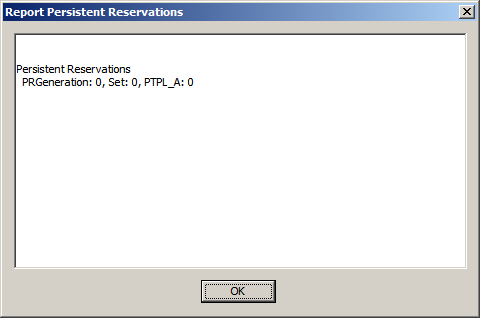 Report Persistent Reservations
Persistent Reservations
PRGeneration: 0, Set: 0, PTPL_A: 0
OK